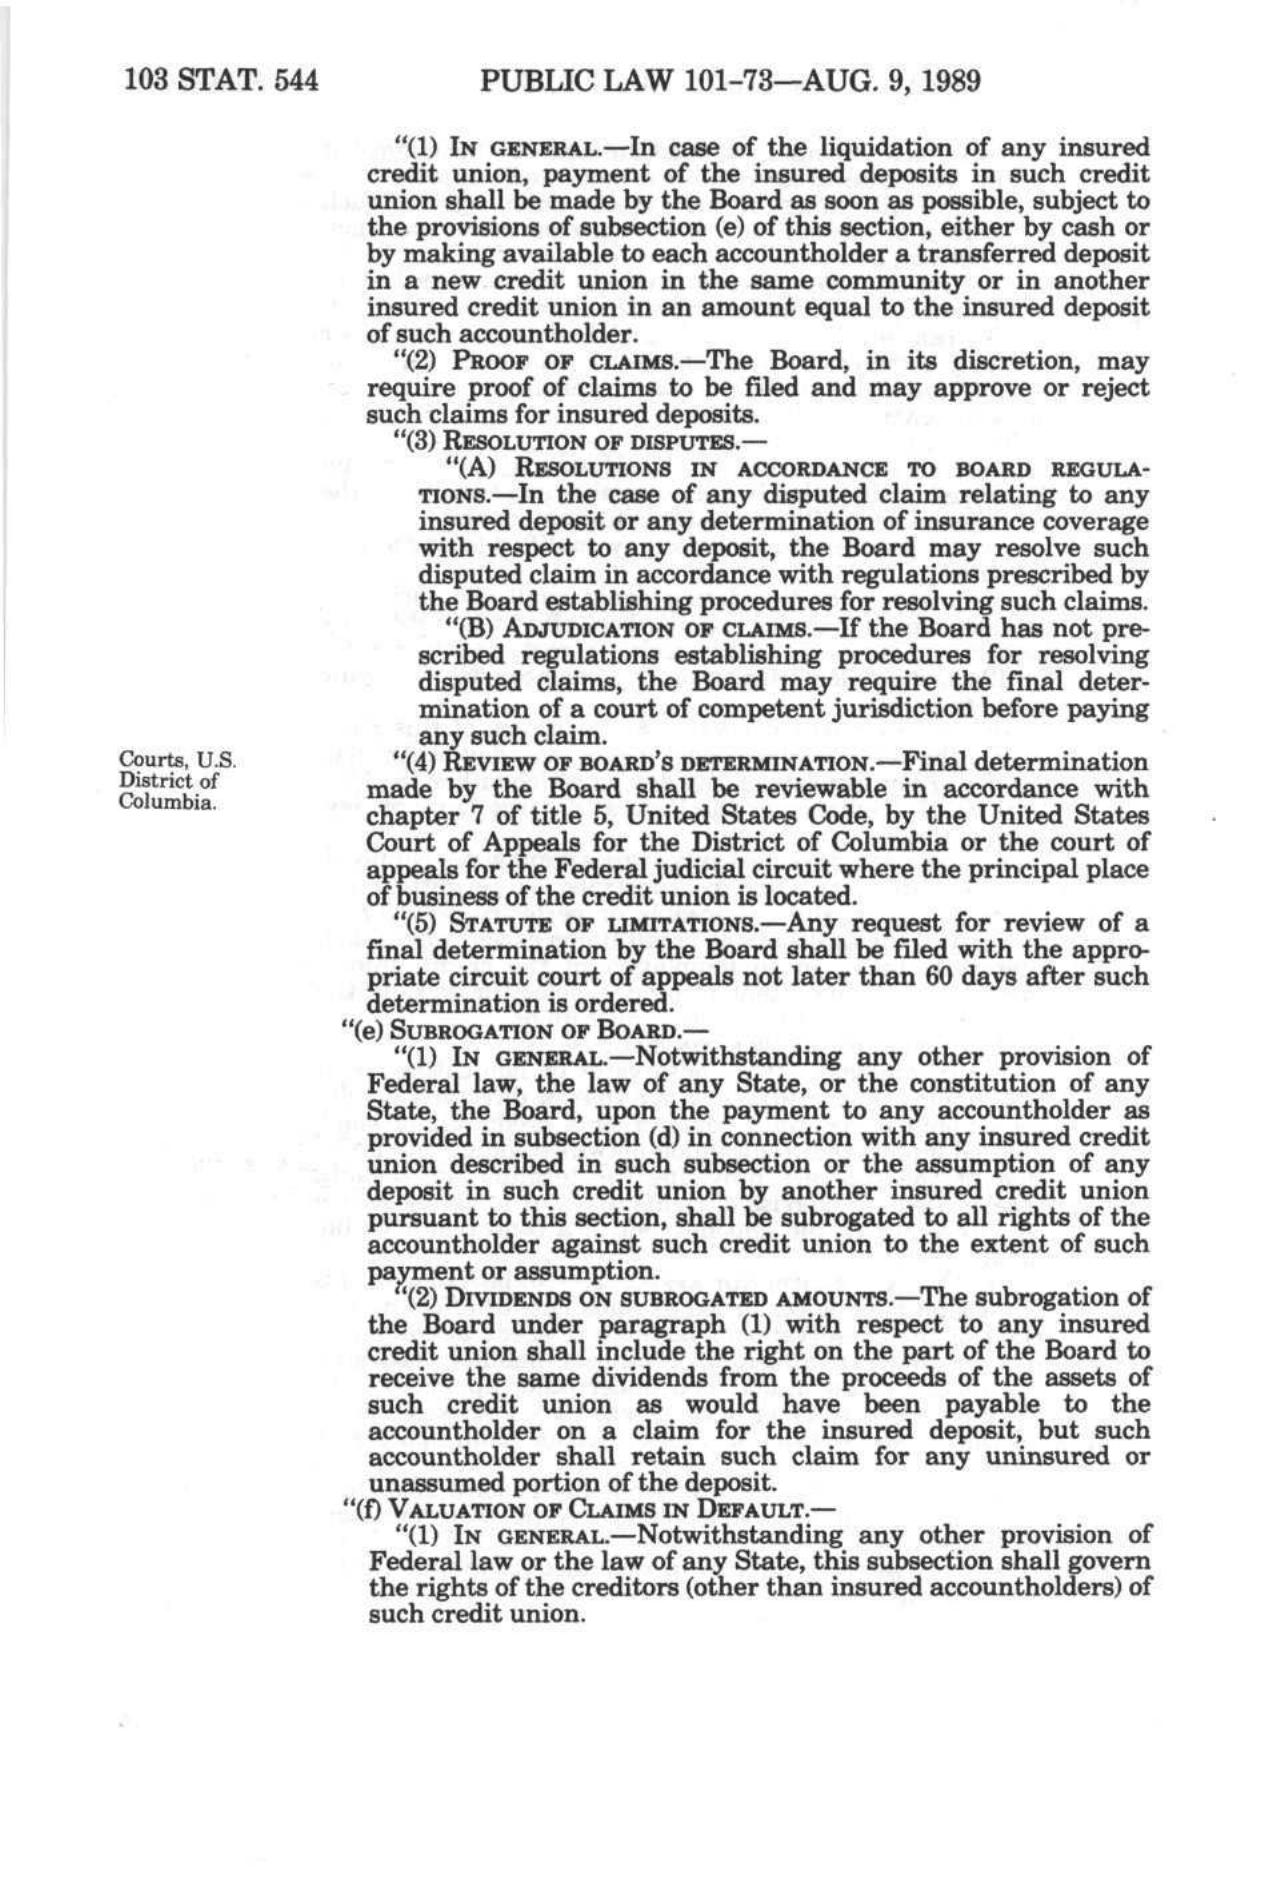 103 STAT. 544 PUBLIC LAW 101–73—AUG. 9, 1989
“(1) IN GENERAL.—In case of the liquidation of any insured
credit union, payment of the insured deposits in such credit
union shall be made by the Board as soon as possible, subject to
the provisions of subsection (e) of this section, either by cash or
by making available to each accountholder a transferred deposit
in a new credit union in the same community or in another
insured credit union in an amount equal to the insured deposit
of such accountholder.
“(2) PROOF OF CLAIMS.—The Board, in its discretion, may
require proof of claims to be filed and may approve or reject
such claims for insured deposits.
“(3) RESOLUTION OF DISPUTES.—
“(A) RESOLUTIONS IN ACCORDANCE TO BOARD REGULA-
TIONS.—In the case of any disputed claim relating to any
insured deposit or any determination of insurance coverage
with respect to any deposit, the Board may resolve such
disputed claim in accordance with regulations prescribed by
the Board establishing procedures for resolving such claims.
“(B) ADJUDICATION OF CLAIMS.—If the Board has not pre-
scribed regulations establishing procedures for resolving
disputed claims, the Board may require the final deter-
mination of a court of competent jurisdiction before paying
any such claim.
Courts, U.S.
District of
Columbia.
“(4) REVIEW OF BOARD’S DETERMINATION.—Final determination
made by the Board shall be reviewable in accordance with
chapter 7 of title 5, United States Code, by the United States
Court of Appeals for the District of Columbia or the court of
appeals for the Federal judicial circuit where the principal place
of business of the credit union is located.
“(5) STATUTE OF LIMITATIONS.—Any request for review of a
final determination by the Board shall be filed with the appro-
priate circuit court of appeals not later than 60 days after such
determination is ordered.
“(e) SUBROGATION OF BOARD.—
“(1) IN GENERAL.—Notwithstanding any other provision of
Federal law, the law of any State, or the constitution of any
State, the Board, upon the payment to any accountholder as
provided in subsection (d) in connection with any insured credit
union described in such subsection or the assumption of any
deposit in such credit union by another insured credit union
pursuant to this section, shall be subrogated to all rights of the
accountholder against such credit union to the extent of such
payment or assumption.
“(2) DIVIDENDS ON SUBROGATED AMOUNTS.—The subrogation of
the Board under paragraph (1) with respect to any insured
credit union shall include the right on the part of the Board to
receive the same dividends from the proceeds of the assets of
such credit union as would have been payable to the
accountholder on a claim for the insured deposit, but such
accountholder shall retain such claim for any uninsured or
unassumed portion of the deposit.
“(f) VALUATION OF CLAIMS IN DEFAULT.—
“(1) IN GENERAL.—Notwithstanding any other provision of
Federal law or the law of any State, this subsection shall govern
the rights of the creditors (other than insured accountholders) of
such credit union.